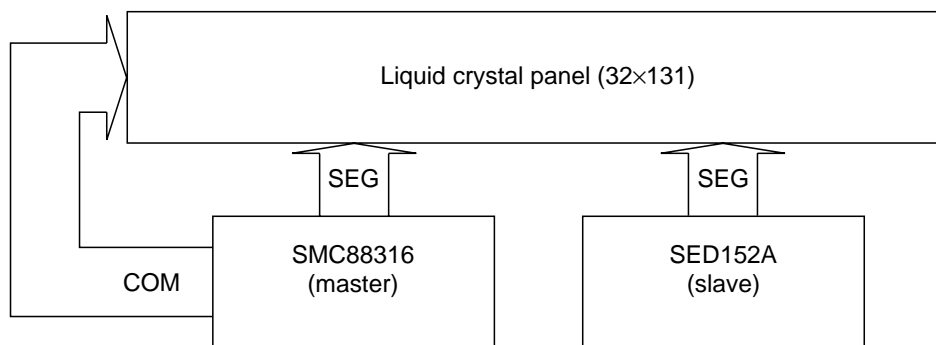 Liquid crystal panel (32×131)
SEG
SEG
SMC88316
(master)
SED152A
(slave)
COM